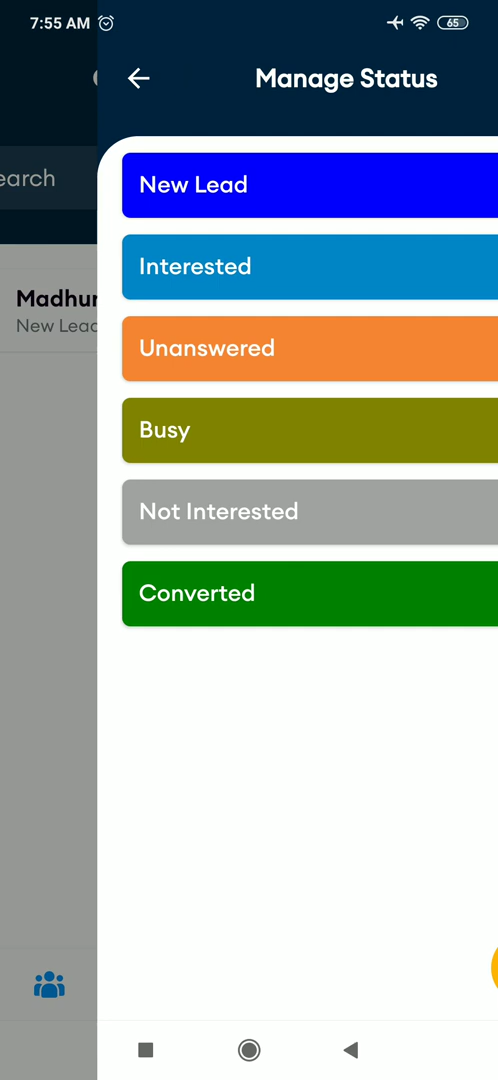 7:55 AM
65
Manage Status
earch
New Lead
Interested
Madhur
New Lead
Unanswered
Busy
Not Interested
Converted